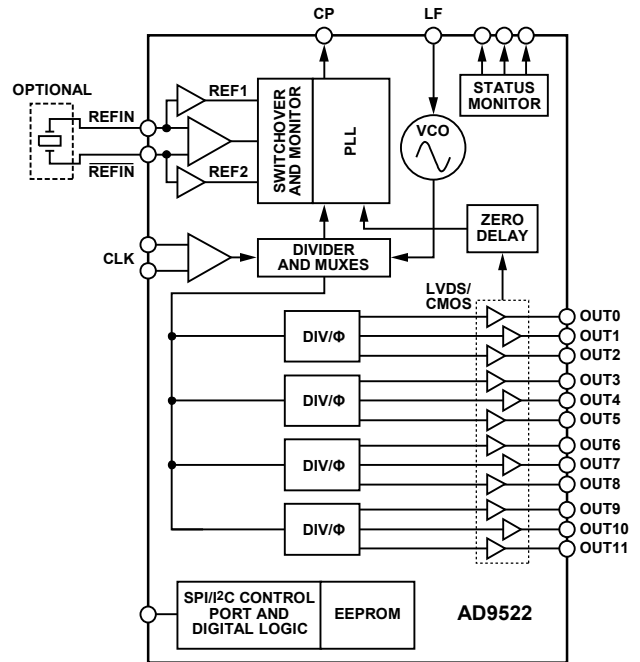 CP
LF
OPTIONAL
REFIN
REFIN
REF1
REF2
SWITCHOVER
AND MONITOR
PLL
VCO
STATUS
MONITOR
ZERO
DELAY
CLK
DIVIDER
AND MUXES
LVDS/
CMOS
DIV/Φ
OUT0
OUT1
OUT2
DIV/Φ
OUT3
OUT4
OUT5
DIV/Φ
OUT6
OUT7
OUT8
DIV/Φ
OUT9
OUT10
OUT11
SPI/I²C CONTROL
PORT AND
DIGITAL LOGIC
EEPROM
AD9522